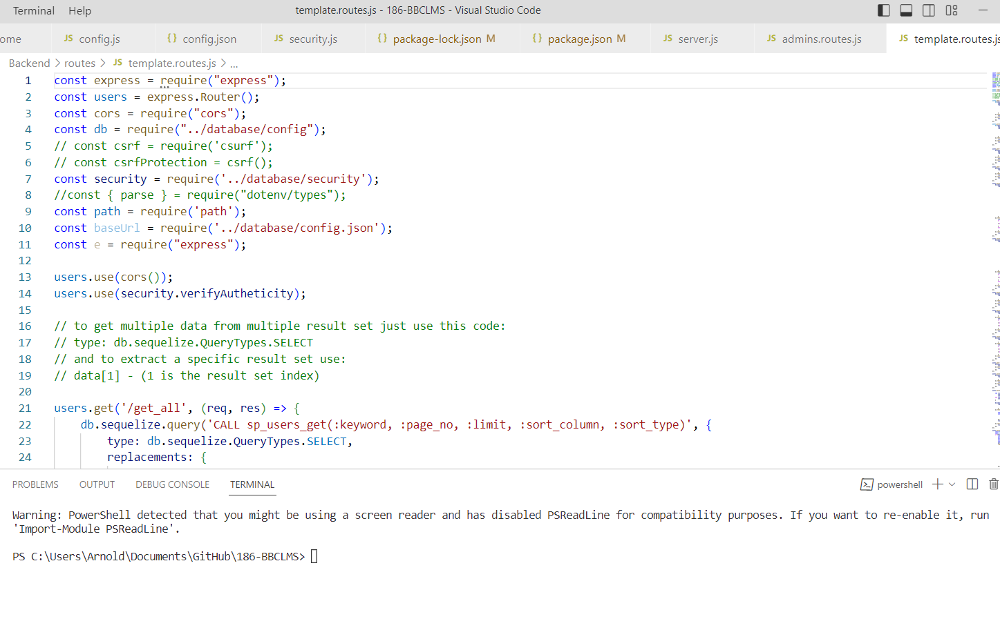 Terminal Help template.routes.js - 186-BBCLMS - Visual Studio Code
ome JS config.js {} config.json JS security.js {} package-lock.json M {} package.json M JS server.js JS admins.routes.js JS template.routes.js
Backend > routes > JS template.routes.js > ...
1 const express = require("express");
2 const users = express.Router();
3 const cors = require("cors");
4 const db = require("../database/config");
5 // const csrf = require('csurf');
6 // const csrfProtection = csrf();
7 const security = require('../database/security');
8 //const { parse } = require("dotenv/types");
9 const path = require('path');
10 const baseUrl = require('../database/config.json');
11 const e = require("express");
12
13 users.use(cors());
14 users.use(security.verifyAutheticity);
15
16 // to get multiple data from multiple result set just use this code:
17 // type: db.sequelize.QueryTypes.SELECT
18 // and to extract a specific result set use:
19 // data[1] - (1 is the result set index)
20
21 users.get('/get_all', (req, res) => {
22 db.sequelize.query('CALL sp_users_get(:keyword, :page_no, :limit, :sort_column, :sort_type)', {
23 type: db.sequelize.QueryTypes.SELECT,
24 replacements: {
PROBLEMS OUTPUT DEBUG CONSOLE TERMINAL powershell
Warning: PowerShell detected that you might be using a screen reader and has disabled PSReadLine for compatibility purposes. If you want to re-enable it, run
'Import-Module PSReadLine'.
PS C:\Users\Arnold\Documents\GitHub\186-BBCLMS>